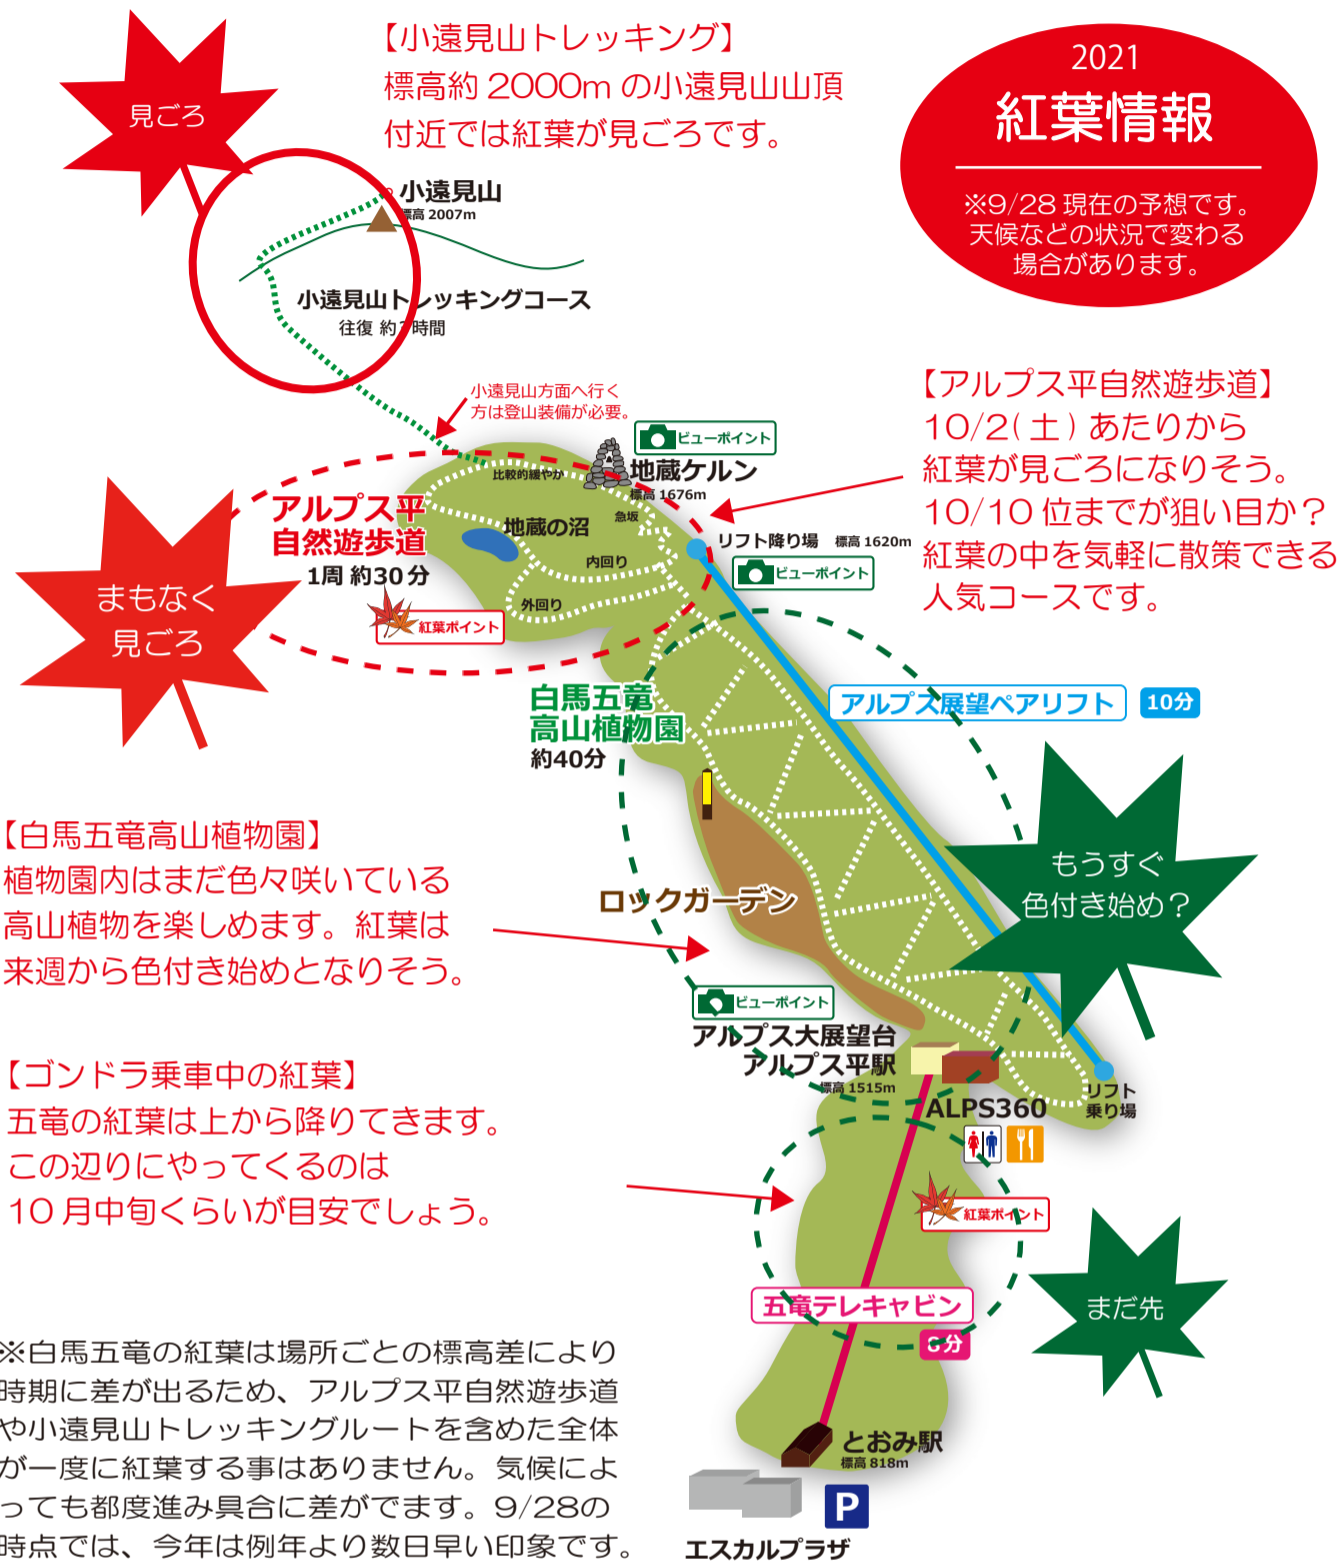 見ごろ
【小遠見山トレッキング】
標高約 2000m の小遠見山山頂
付近では紅葉が見ごろです。
2021
紅葉情報
※9/28 現在の予想です。
天候などの状況で変わる
場合があります。
小遠見山
標高 2007m
小遠見山トレッキングコース
往復 約 時間
小遠見山方面へ行く
方は登山装備が必要。
ビューポイント
地蔵ケルン
標高 1676m
比較的緩やか
急坂
地蔵の沼
内回り
外回り
アルプス平
自然遊歩道
1周 約30分
紅葉ポイント
まもなく
見ごろ
リフト降り場 標高 1620m
ビューポイント
【アルプス平自然遊歩道】
10/2(土) あたりから
紅葉が見ごろになりそう。
10/10 位までが狙い目か？
紅葉の中を気軽に散策できる
人気コースです。
白馬五竜
高山植物園
約40分
アルプス展望ペアリフト
10分
もうすぐ
色付き始め？
【白馬五竜高山植物園】
植物園内はまだ色々咲いている
高山植物を楽しめます。紅葉は
来週から色付き始めとなりそう。
ロックガーデン
ビューポイント
アルプス大展望台
アルプス平駅
標高 1515m
ALPS360
リフト
乗り場
【ゴンドラ乗車中の紅葉】
五竜の紅葉は上から降りてきます。
この辺りにやってくるのは
10 月中旬くらいが目安でしょう。
紅葉ポイント
五竜テレキャビン
8分
まだ先
とおみ駅
標高 818m
P
エスカルプラザ
※白馬五竜の紅葉は場所ごとの標高差により
時期に差が出るため、アルプス平自然遊歩道
や小遠見山トレッキングルートを含めた全体
が一度に紅葉する事はありません。気候によ
っても都度進み具合に差がでます。9/28の
時点では、今年は例年より数日早い印象です。